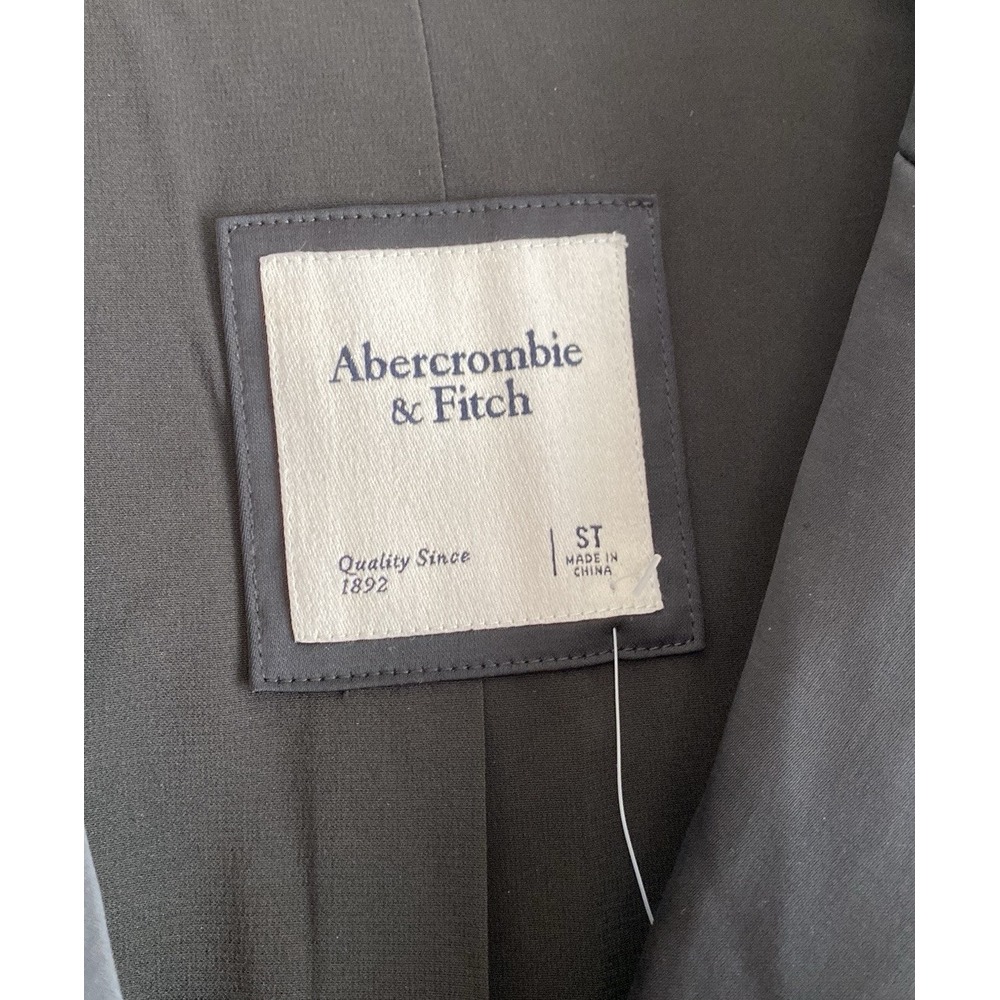 Abercrombie
& Fitch
Quality Since
1892
ST
MADE IN
CHINA